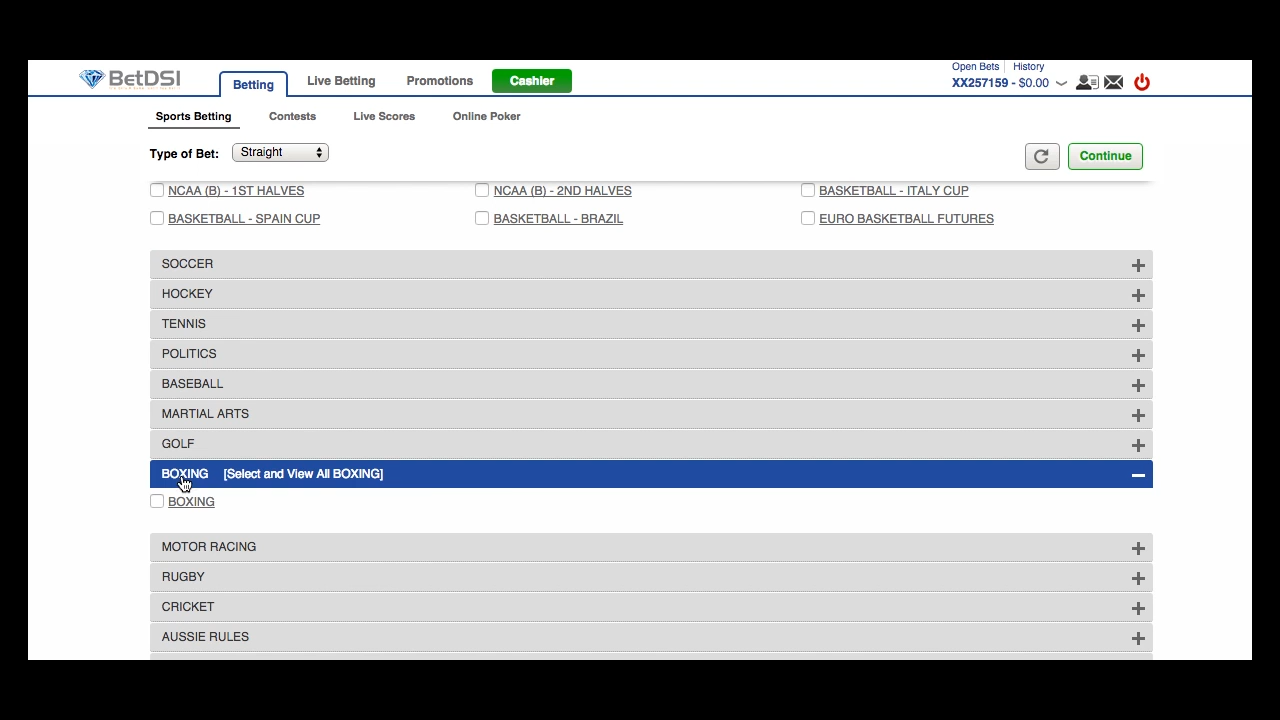 Open Bets History
BetDSI
Betting Live Betting Promotions Cashier XX257159 - $0.00
Sports Betting Contests Live Scores Online Poker
Type of Bet: Straight Continue
NCAA (B) - 1ST HALVES NCAA (B) - 2ND HALVES BASKETBALL - ITALY CUP
BASKETBALL - SPAIN CUP BASKETBALL - BRAZIL EURO BASKETBALL FUTURES
SOCCER
HOCKEY
TENNIS
POLITICS
BASEBALL
MARTIAL ARTS
GOLF
BOXING [Select and View All BOXING]
BOXING
MOTOR RACING
RUGBY
CRICKET
AUSSIE RULES